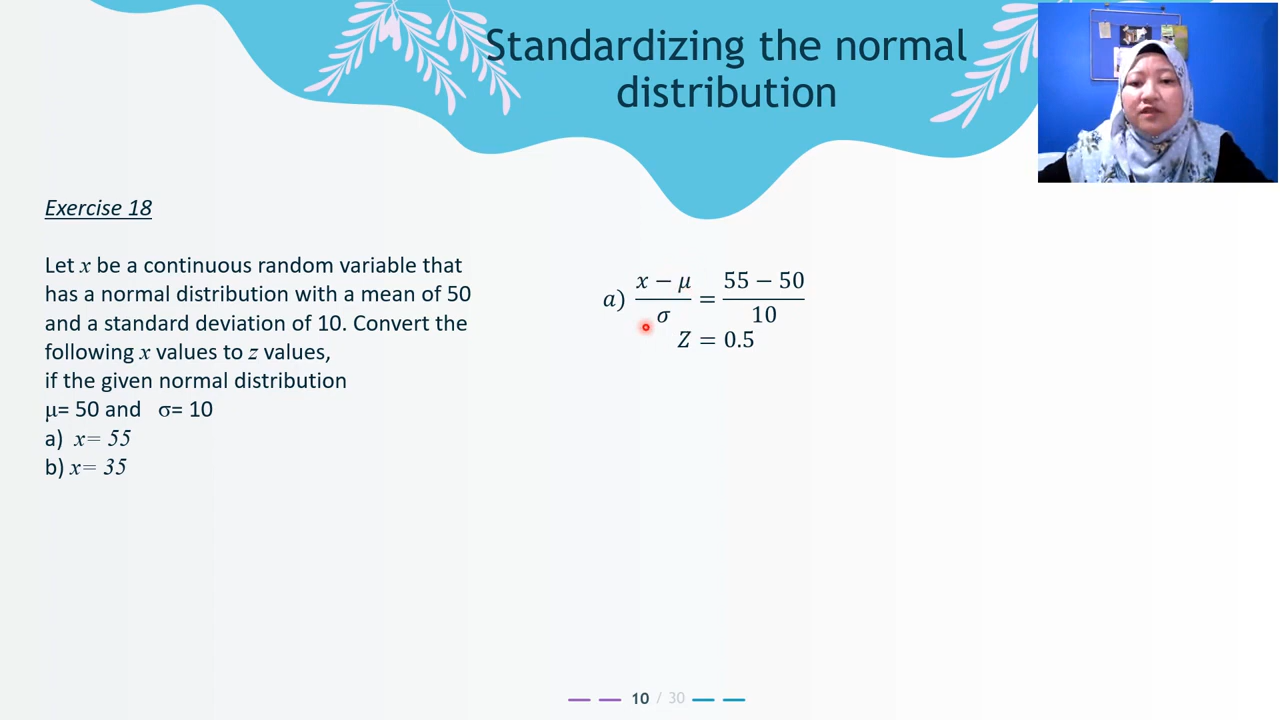 Standardizing the normal
distribution
Exercise 18
Let x be a continuous random variable that
has a normal distribution with a mean of 50
and a standard deviation of 10. Convert the
following x values to z values,
if the given normal distribution
μ= 50 and σ= 10
a) x= 55
b) x= 35
a) (x − μ)/σ = (55 − 50)/10
Z = 0.5
10 / 30